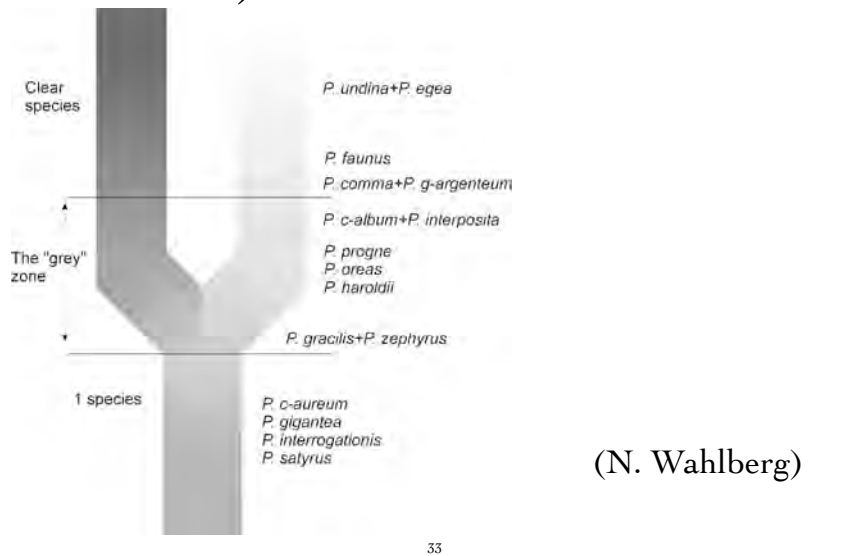 Clear
species
P. undina+P. egea
P. faunus
P. comma+P. g-argenteum
P. c-album+P. interposita
The "grey"
zone
P. progne
P. oreas
P. haroldii
P. gracilis+P. zephyrus
1 species
P. c-aureum
P. gigantea
P. interrogationis
P. satyrus
(N. Wahlberg)
33